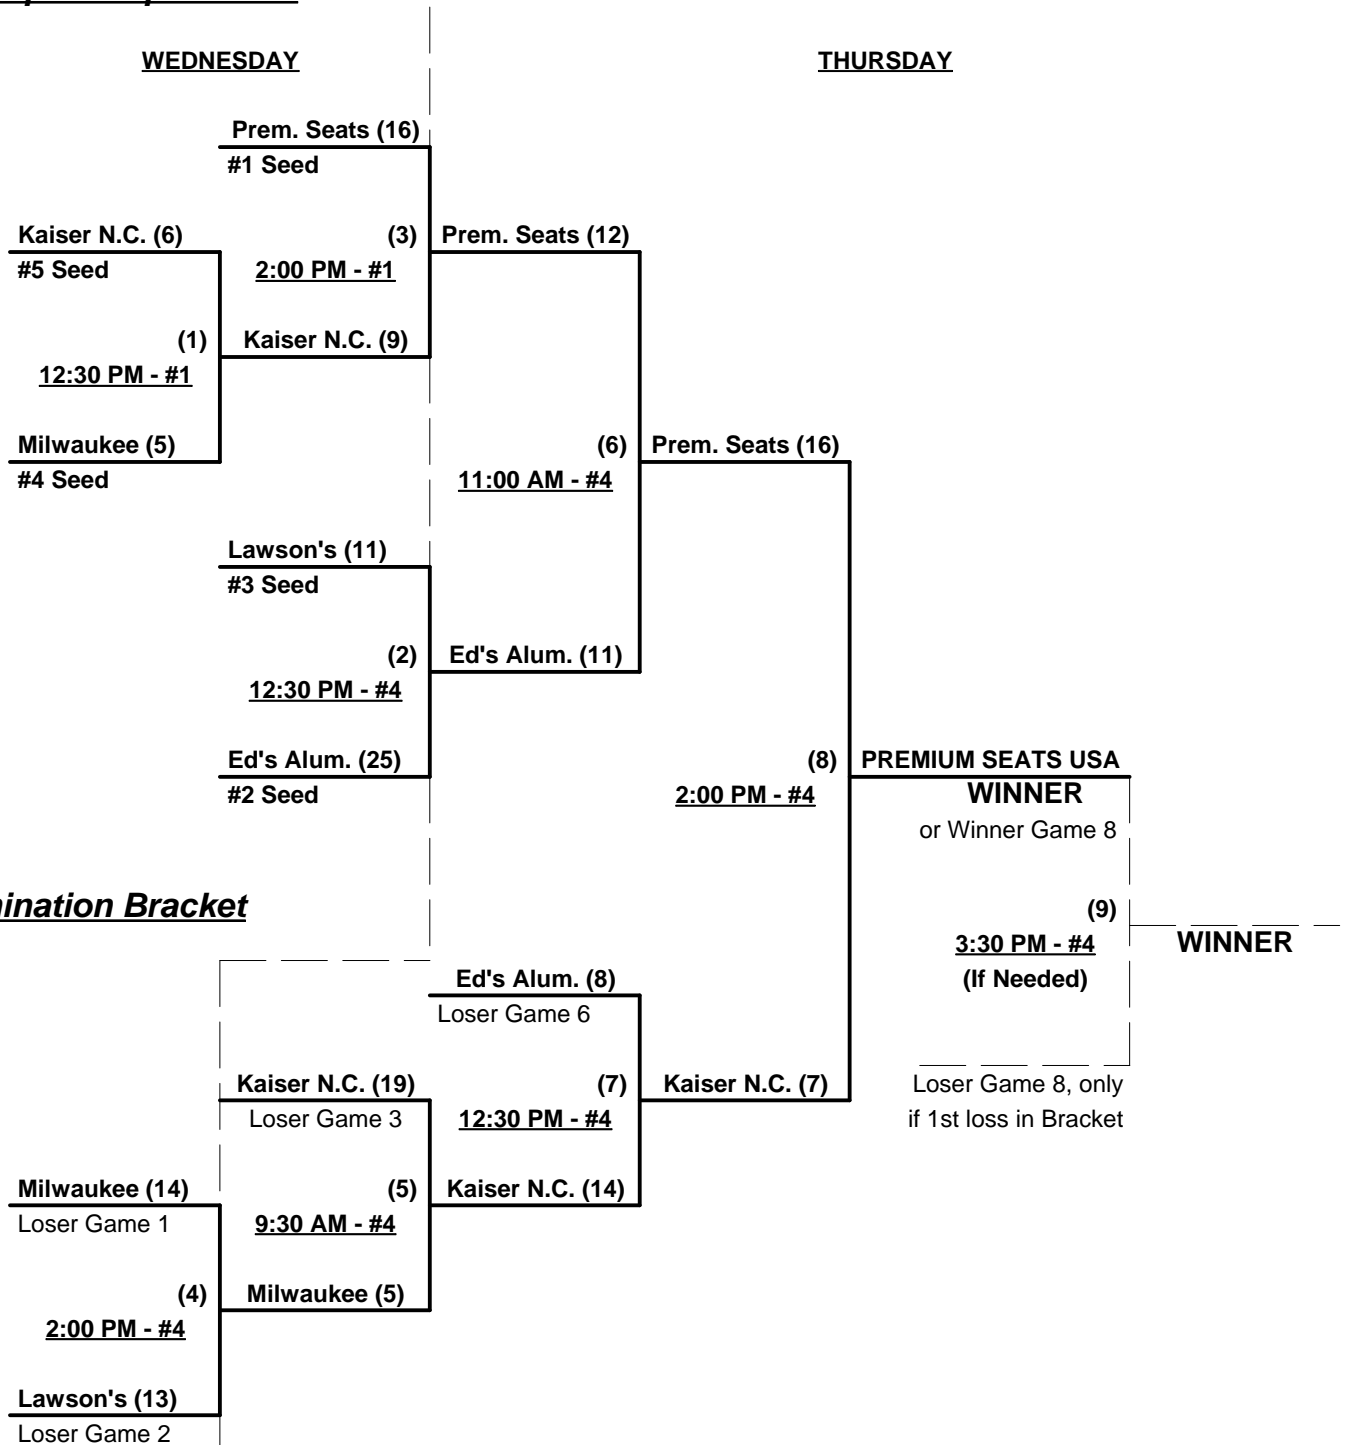 WEDNESDAY
THURSDAY
Prem. Seats (16)
#1 Seed
Kaiser N.C. (6)
(3)
Prem. Seats (12)
#5 Seed
2:00 PM - #1
(1)
Kaiser N.C. (9)
12:30 PM - #1
Milwaukee (5)
(6)
Prem. Seats (16)
#4 Seed
11:00 AM - #4
Lawson's (11)
#3 Seed
(2)
Ed's Alum. (11)
12:30 PM - #4
Ed's Alum. (25)
(8)
PREMIUM SEATS USA
#2 Seed
2:00 PM - #4
WINNER
or Winner Game 8
ination Bracket
(9)
3:30 PM - #4
WINNER
(If Needed)
Ed's Alum. (8)
Loser Game 6
Kaiser N.C. (19)
(7)
Kaiser N.C. (7)
Loser Game 8, only
Loser Game 3
12:30 PM - #4
if 1st loss in Bracket
Milwaukee (14)
(5)
Kaiser N.C. (14)
Loser Game 1
9:30 AM - #4
(4)
Milwaukee (5)
2:00 PM - #4
Lawson's (13)
Loser Game 2